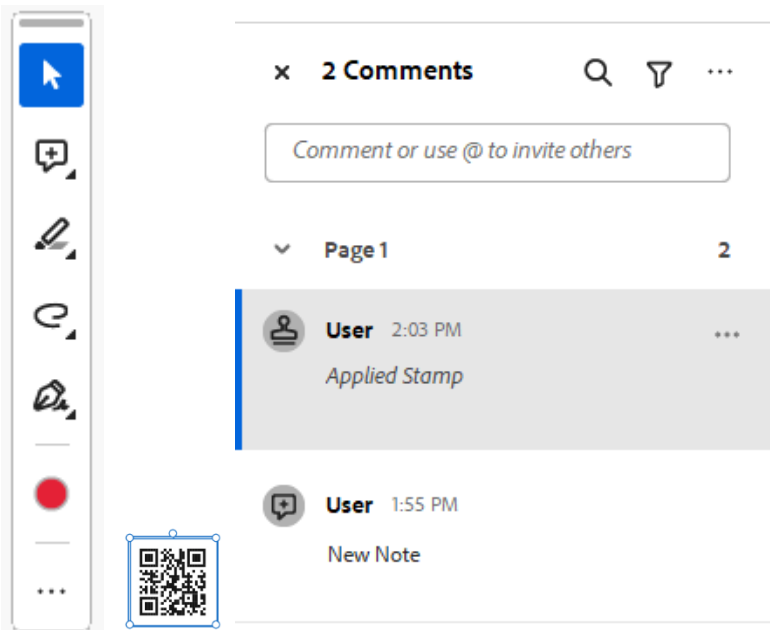 2 Comments
Comment or use @ to invite others
Page 1 2
User 2:03 PM
Applied Stamp
User 1:55 PM
New Note